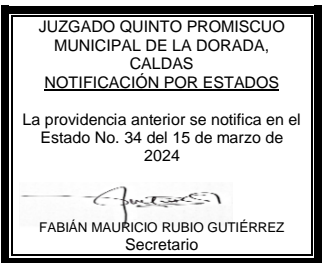 JUZGADO QUINTO PROMISCUO
MUNICIPAL DE LA DORADA,
CALDAS
NOTIFICACIÓN POR ESTADOS
La providencia anterior se notifica en el
Estado No. 34 del 15 de marzo de
2024
FABIÁN MAURICIO RUBIO GUTIÉRREZ
Secretario